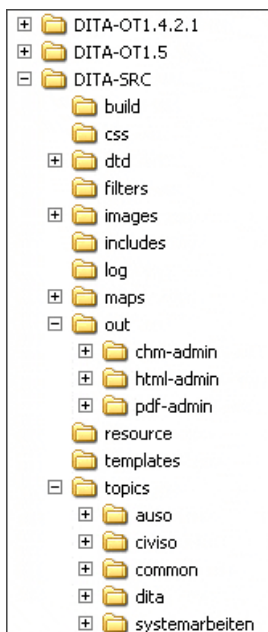 DITA-OT1.4.2.1
DITA-OT1.5
DITA-SRC
build
css
dtd
filters
images
includes
log
maps
out
chm-admin
html-admin
pdf-admin
resource
templates
topics
auso
civiso
common
dita
systemarbeiten